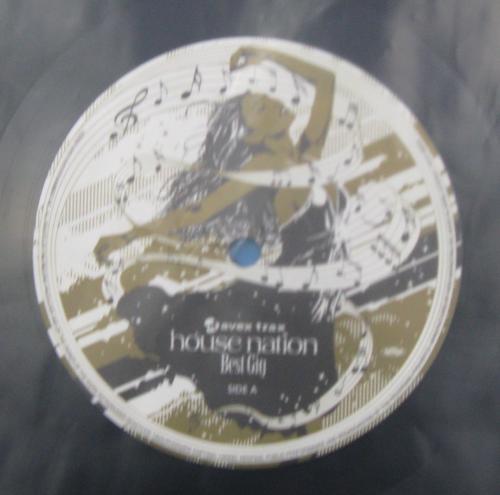 avex trax
house nation
Best Gig
SIDE A